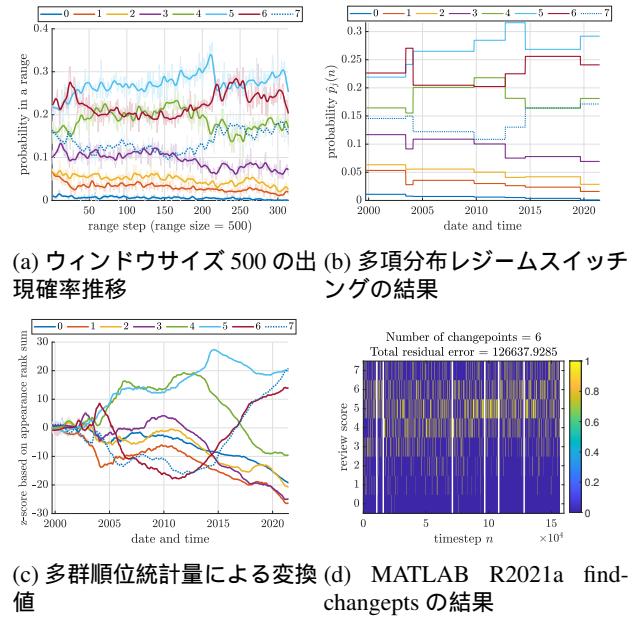 0 1 2 3 4 5 6 7
probability in a range
0.4
0.3
0.2
0.1
0
50 100 150 200 250 300
range step (range size = 500)
(a) ウィンドウサイズ 500 の出
現確率推移
0 1 2 3 4 5 6 7
probability p̂ᵢ(n)
0.3
0.25
0.2
0.15
0.1
0.05
0
2000 2005 2010 2015 2020
date and time
(b) 多項分布レジームスイッチ
ングの結果
0 1 2 3 4 5 6 7
z-score based on appearance rank sum
30
20
10
0
-10
-20
-30
2000 2005 2010 2015 2020
date and time
(c) 多群順位統計量による変換
値
Number of changepoints = 6
Total residual error = 126637.9285
review score
7
6
5
4
3
2
1
0
0 5 10 15
timestep n
×10⁴
1
0.8
0.6
0.4
0.2
0
(d) MATLAB R2021a find-
changepts の結果